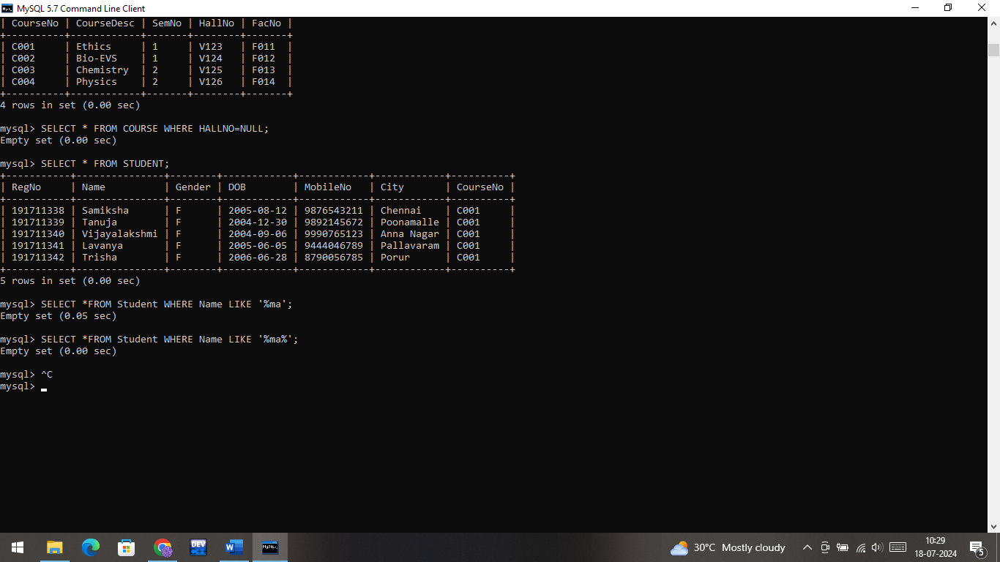 MySQL 5.7 Command Line Client
| CourseNo | CourseDesc | SemNo | HallNo | FacNo |
+----------+------------+-------+--------+-------+
| C001     | Ethics     | 1     | V123   | F011  |
| C002     | Bio-EVS    | 1     | V124   | F012  |
| C003     | Chemistry  | 2     | V125   | F013  |
| C004     | Physics    | 2     | V126   | F014  |
+----------+------------+-------+--------+-------+
4 rows in set (0.00 sec)
mysql> SELECT * FROM COURSE WHERE HALLNO=NULL;
Empty set (0.00 sec)
mysql> SELECT * FROM STUDENT;
+-----------+---------------+--------+------------+------------+------------+----------+
| RegNo     | Name          | Gender | DOB        | MobileNo   | City       | CourseNo |
+-----------+---------------+--------+------------+------------+------------+----------+
| 191711338 | Samiksha      | F      | 2005-08-12 | 9876543211 | Chennai    | C001     |
| 191711339 | Tanuja        | F      | 2004-12-30 | 9892145672 | Poonamalle | C001     |
| 191711340 | Vijayalakshmi | F      | 2004-09-06 | 9990765123 | Anna Nagar | C001     |
| 191711341 | Lavanya       | F      | 2005-06-05 | 9444046789 | Pallavaram | C001     |
| 191711342 | Trisha        | F      | 2006-06-28 | 8790056785 | Porur      | C001     |
+-----------+---------------+--------+------------+------------+------------+----------+
5 rows in set (0.00 sec)
mysql> SELECT *FROM Student WHERE Name LIKE '%ma';
Empty set (0.05 sec)
mysql> SELECT *FROM Student WHERE Name LIKE '%ma%';
Empty set (0.00 sec)
mysql> ^C
mysql>
DEV
30°C Mostly cloudy
10:29
18-07-2024
5